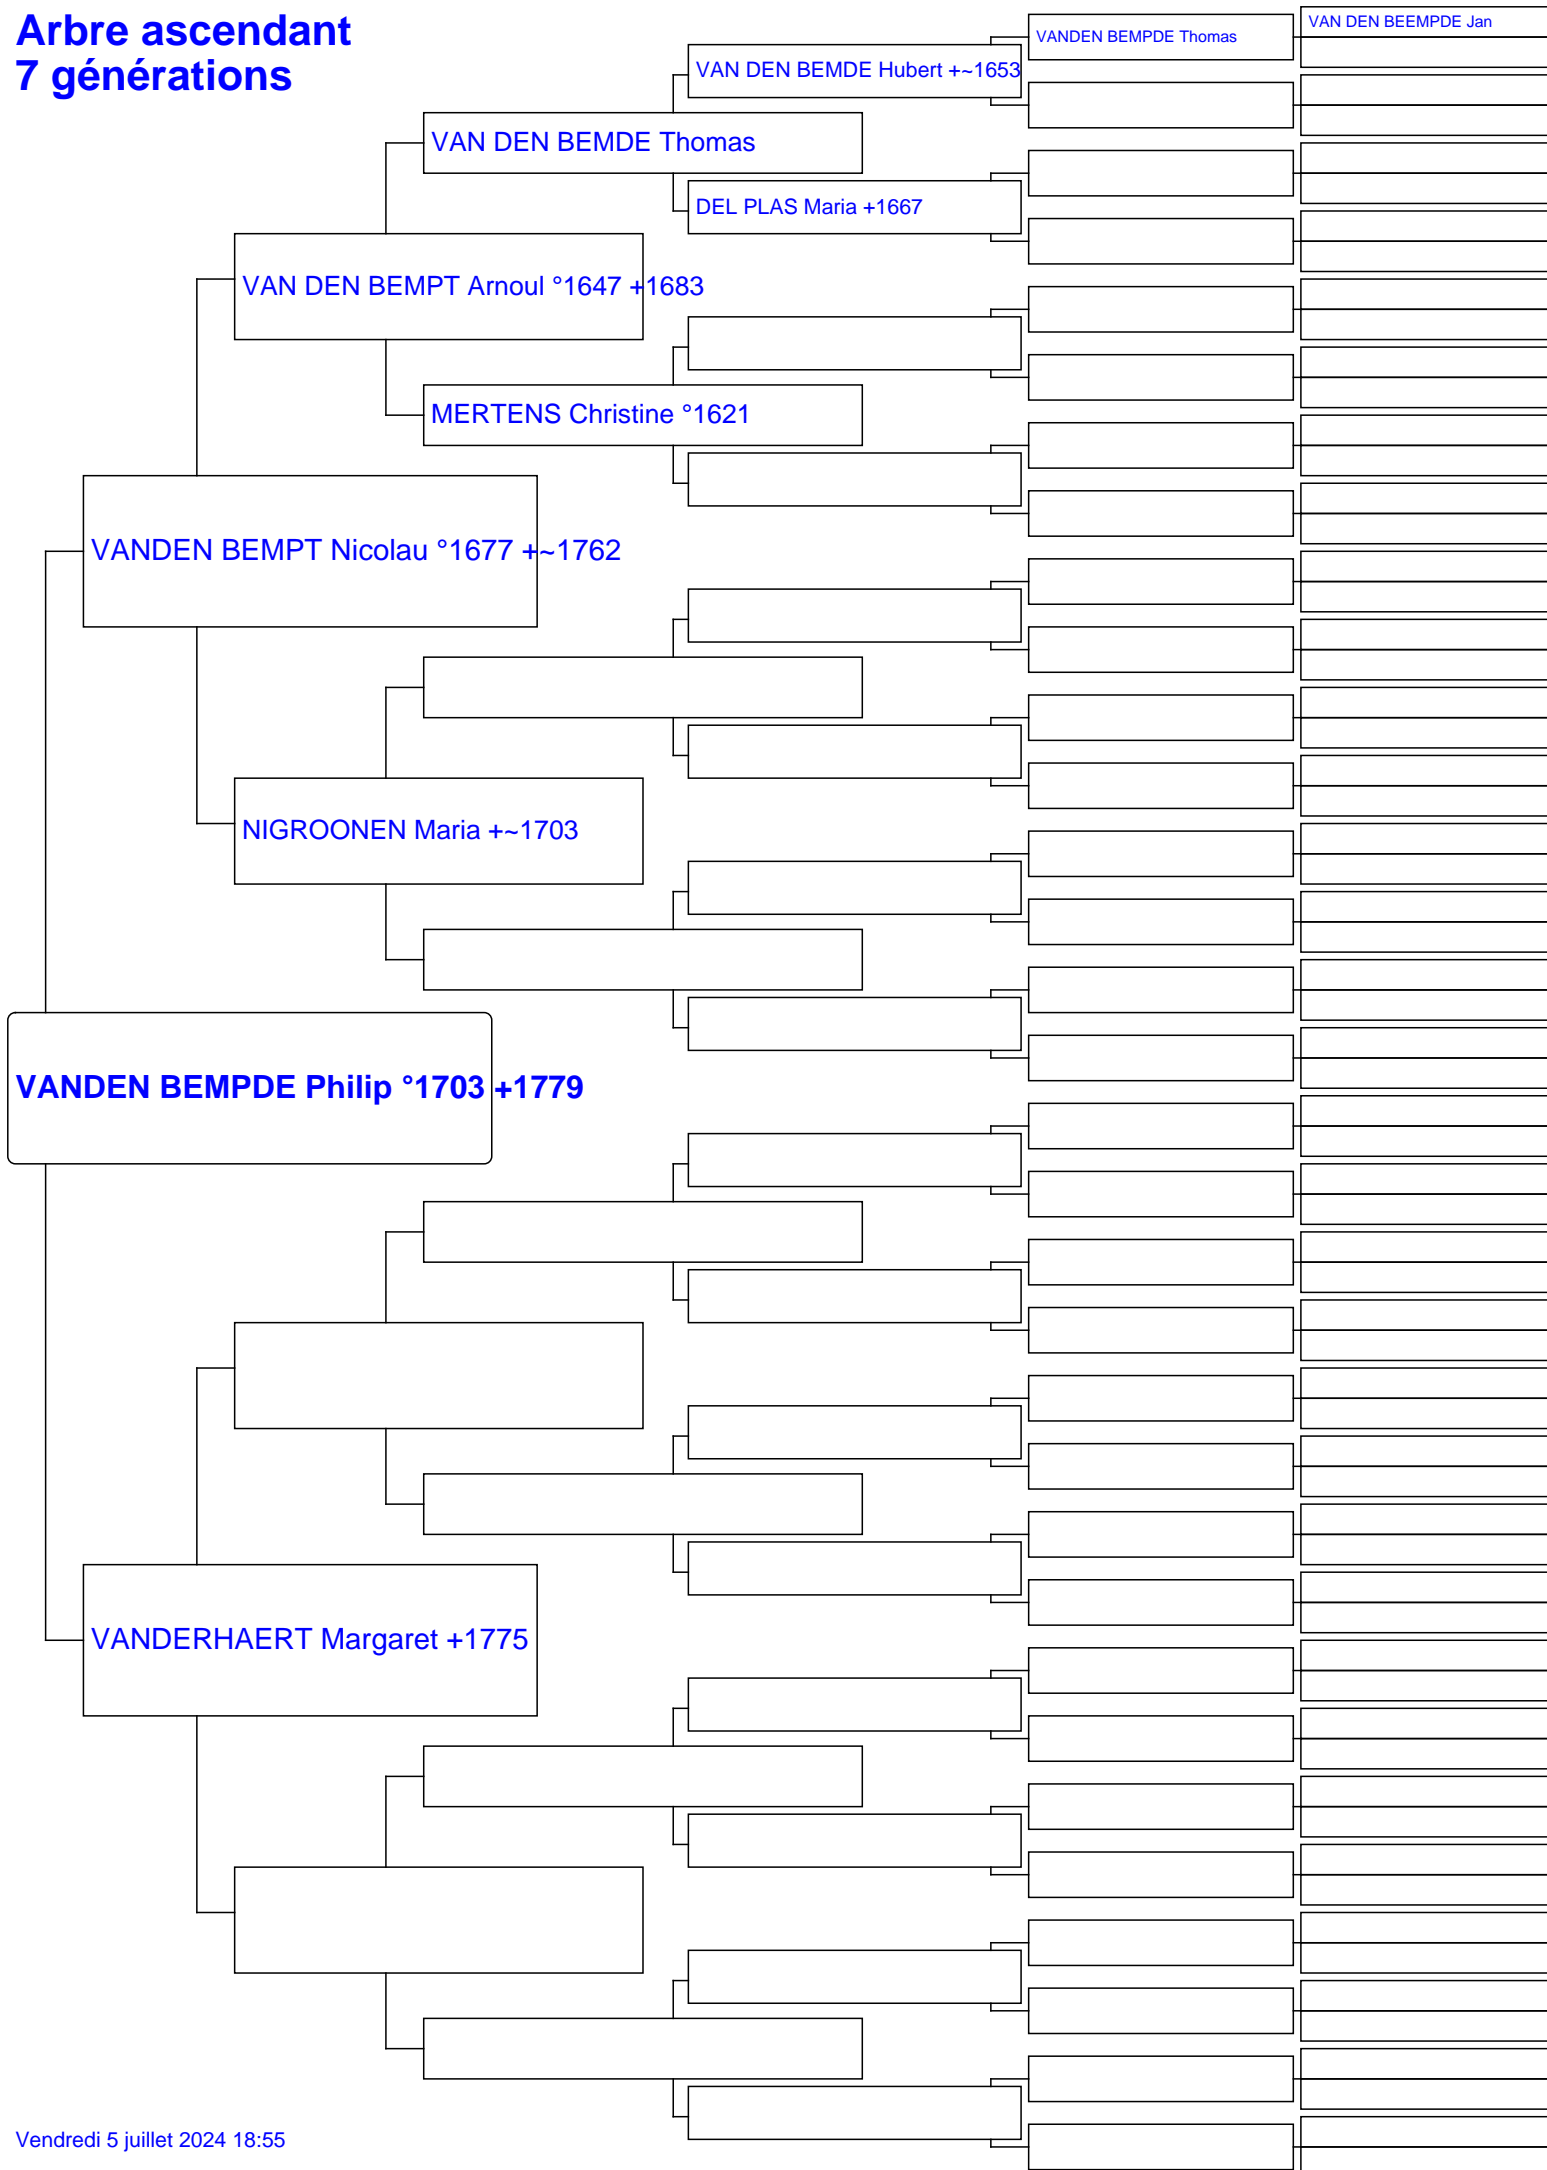 Arbre ascendant
7 générations
VANDEN BEMPDE Thomas
VAN DEN BEEMPDE Jan
VAN DEN BEMDE Hubert +~1653
VAN DEN BEMDE Thomas
DEL PLAS Maria +1667
VAN DEN BEMPT Arnoul °1647 +1683
MERTENS Christine °1621
VANDEN BEMPT Nicolau °1677 +~1762
NIGROONEN Maria +~1703
VANDEN BEMPDE Philip °1703 +1779
VANDERHAERT Margaret +1775
Vendredi 5 juillet 2024 18:55